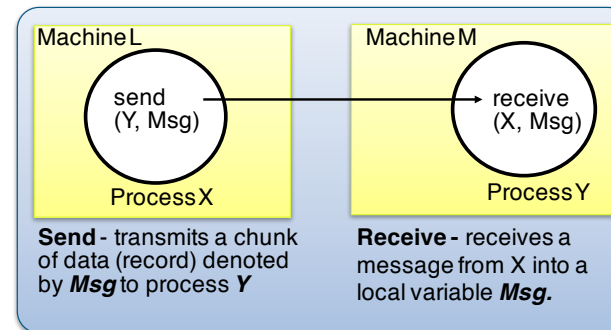 Machine L
send
(Y, Msg)
Process X
Send - transmits a chunk
of data (record) denoted
by Msg to process Y
Machine M
receive
(X, Msg)
Process Y
Receive - receives a
message from X into a
local variable Msg.